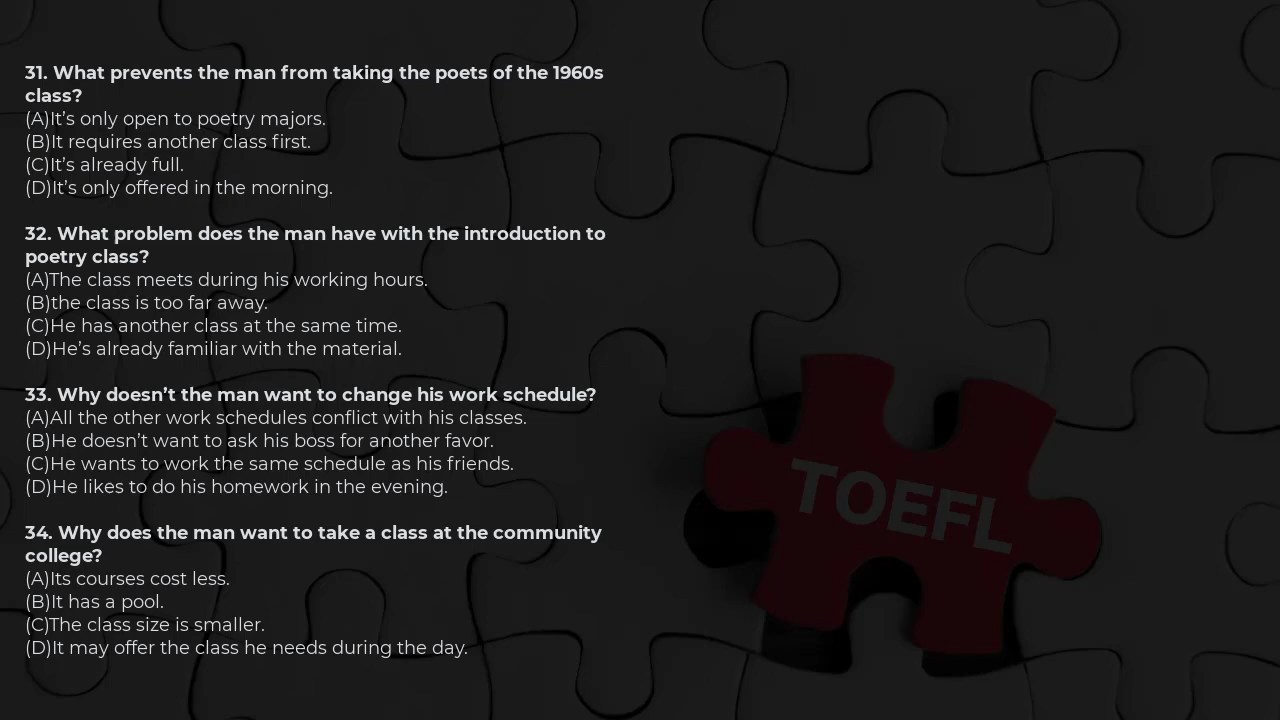 31. What prevents the man from taking the poets of the 1960s
class?
(A)It’s only open to poetry majors.
(B)It requires another class first.
(C)It’s already full.
(D)It’s only offered in the morning.
32. What problem does the man have with the introduction to
poetry class?
(A)The class meets during his working hours.
(B)the class is too far away.
(C)He has another class at the same time.
(D)He’s already familiar with the material.
33. Why doesn’t the man want to change his work schedule?
(A)All the other work schedules conflict with his classes.
(B)He doesn’t want to ask his boss for another favor.
(C)He wants to work the same schedule as his friends.
(D)He likes to do his homework in the evening.
34. Why does the man want to take a class at the community
college?
(A)Its courses cost less.
(B)It has a pool.
(C)The class size is smaller.
(D)It may offer the class he needs during the day.
TOEFL